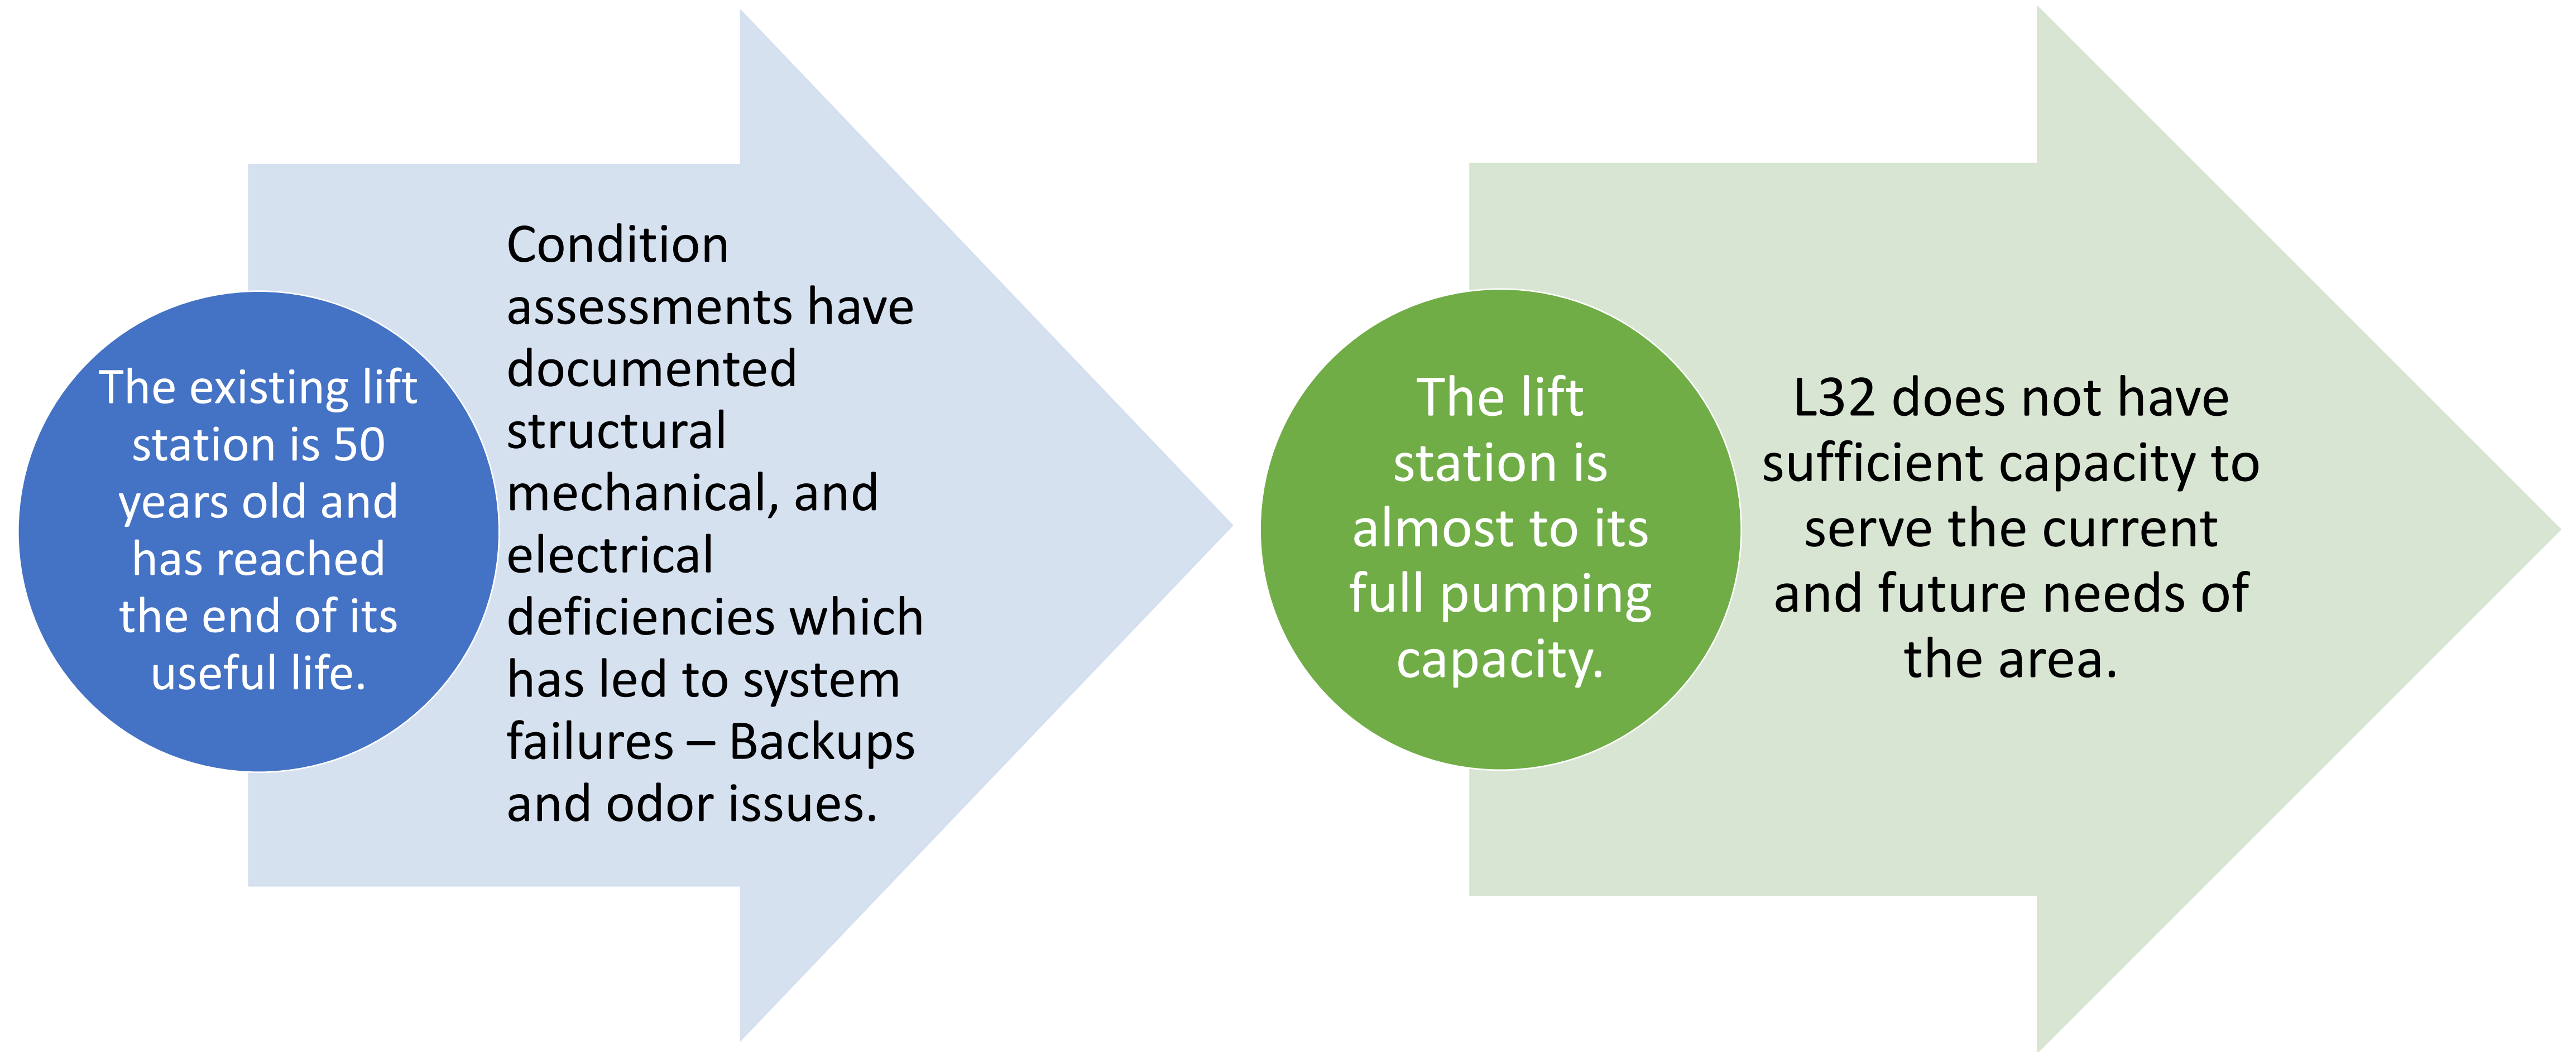 The existing lift
station is 50
years old and
has reached
the end of its
useful life.
Condition
assessments have
documented
structural
mechanical, and
electrical
deficiencies which
has led to system
failures – Backups
and odor issues.
The lift
station is
almost to its
full pumping
capacity.
L32 does not have
sufficient capacity to
serve the current
and future needs of
the area.